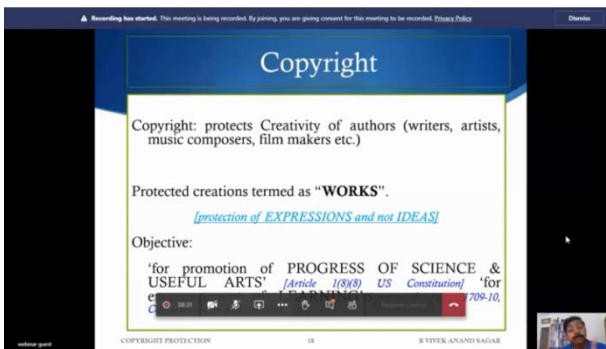 Recording has started. This meeting is being recorded. By joining, you are giving consent for this meeting to be recorded. Privacy Policy
Dismiss
Copyright
Copyright: protects Creativity of authors (writers, artists,
music composers, film makers etc.)
Protected creations termed as “WORKS”.
[protection of EXPRESSIONS and not IDEAS]
Objective:
‘for promotion of PROGRESS OF SCIENCE &
USEFUL ARTS’ [Article 1(8)(8) US Constitution] ‘for
1709-10,
38:31
COPYRIGHT PROTECTION
18
R VIVEK ANAND SAGAR
webinar guest